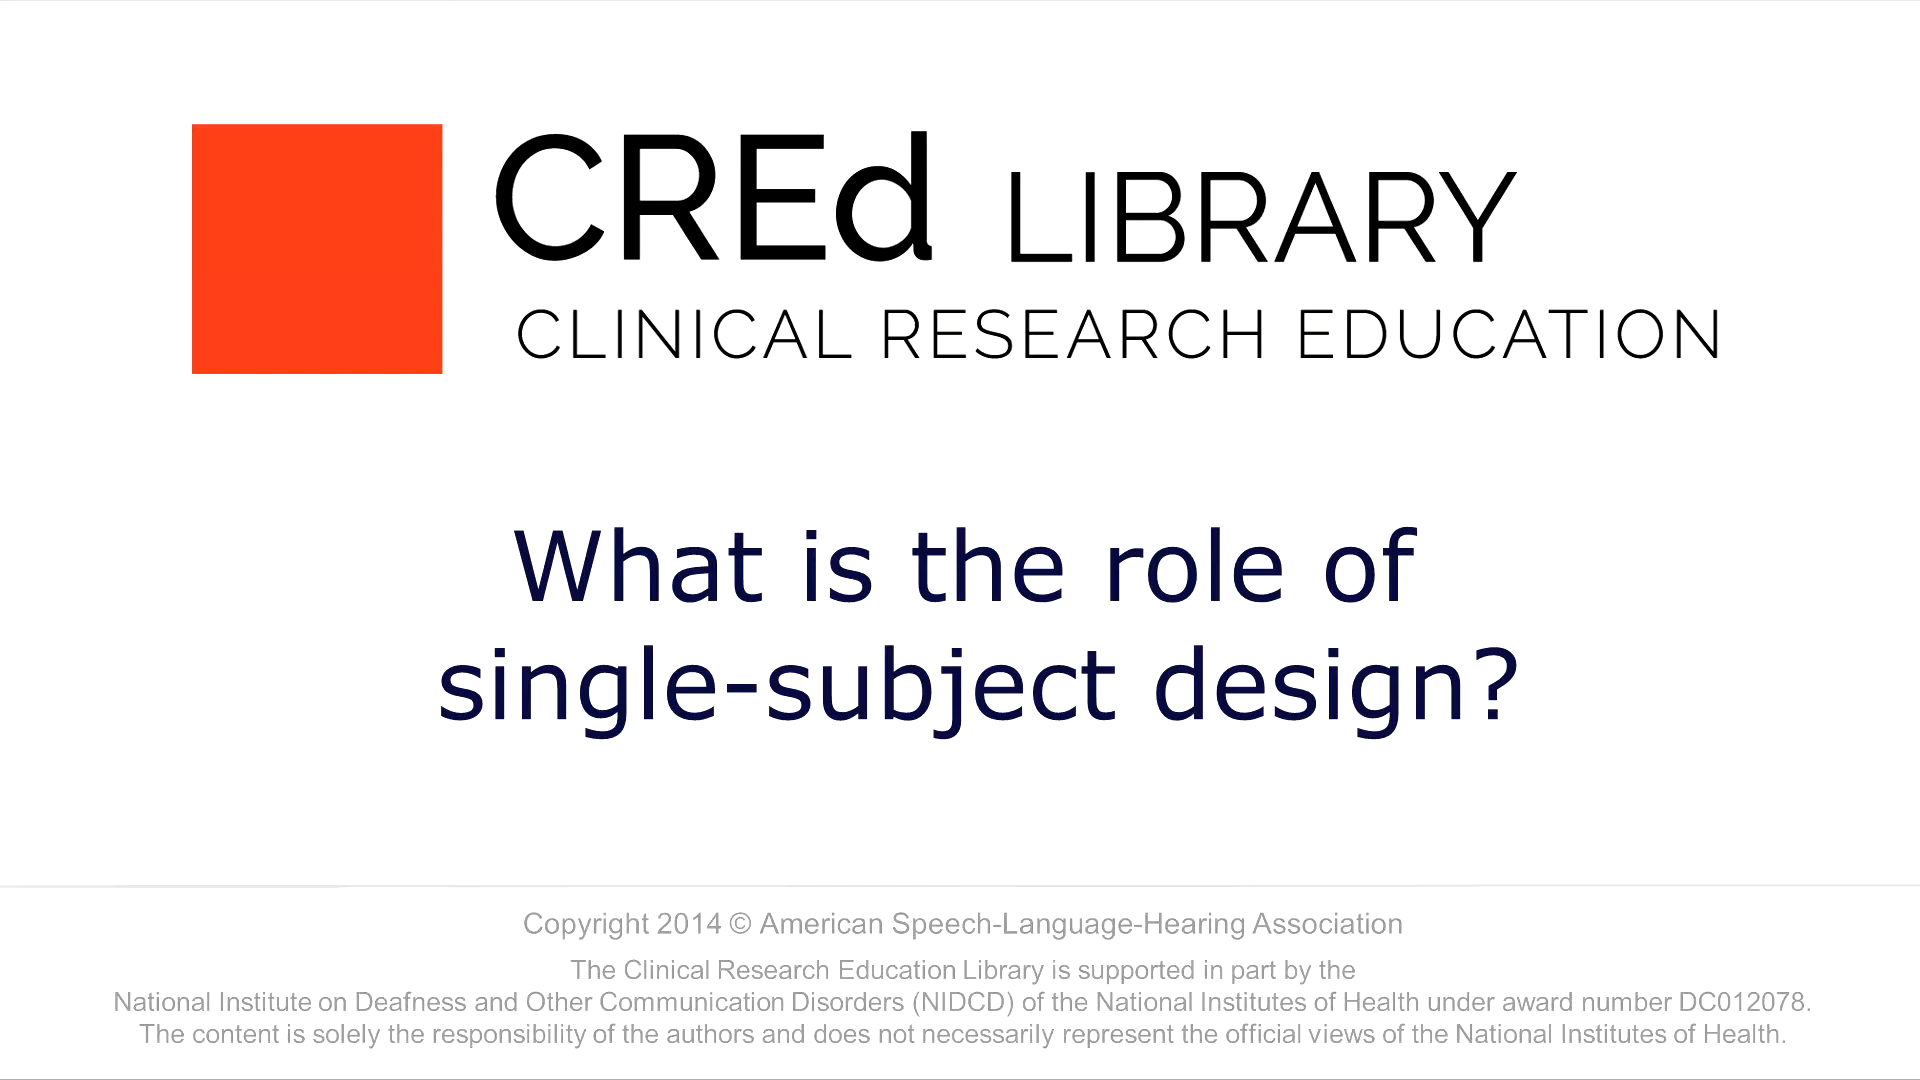 CREd LIBRARY
CLINICAL RESEARCH EDUCATION
What is the role of
single-subject design?
Copyright 2014 © American Speech-Language-Hearing Association
The Clinical Research Education Library is supported in part by the
National Institute on Deafness and Other Communication Disorders (NIDCD) of the National Institutes of Health under award number DC012078.
The content is solely the responsibility of the authors and does not necessarily represent the official views of the National Institutes of Health.